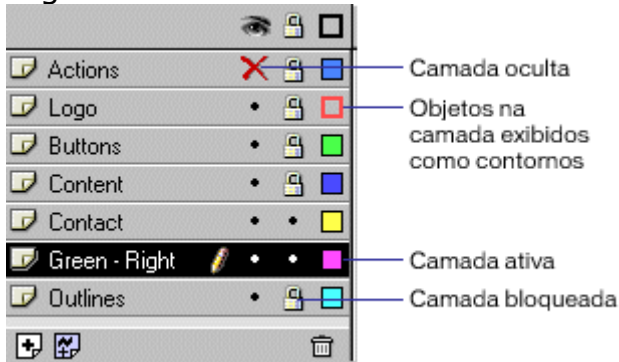 Actions
Camada oculta
Logo
Objetos na
camada exibidos
como contornos
Buttons
Content
Contact
Green - Right
Camada ativa
Outlines
Camada bloqueada